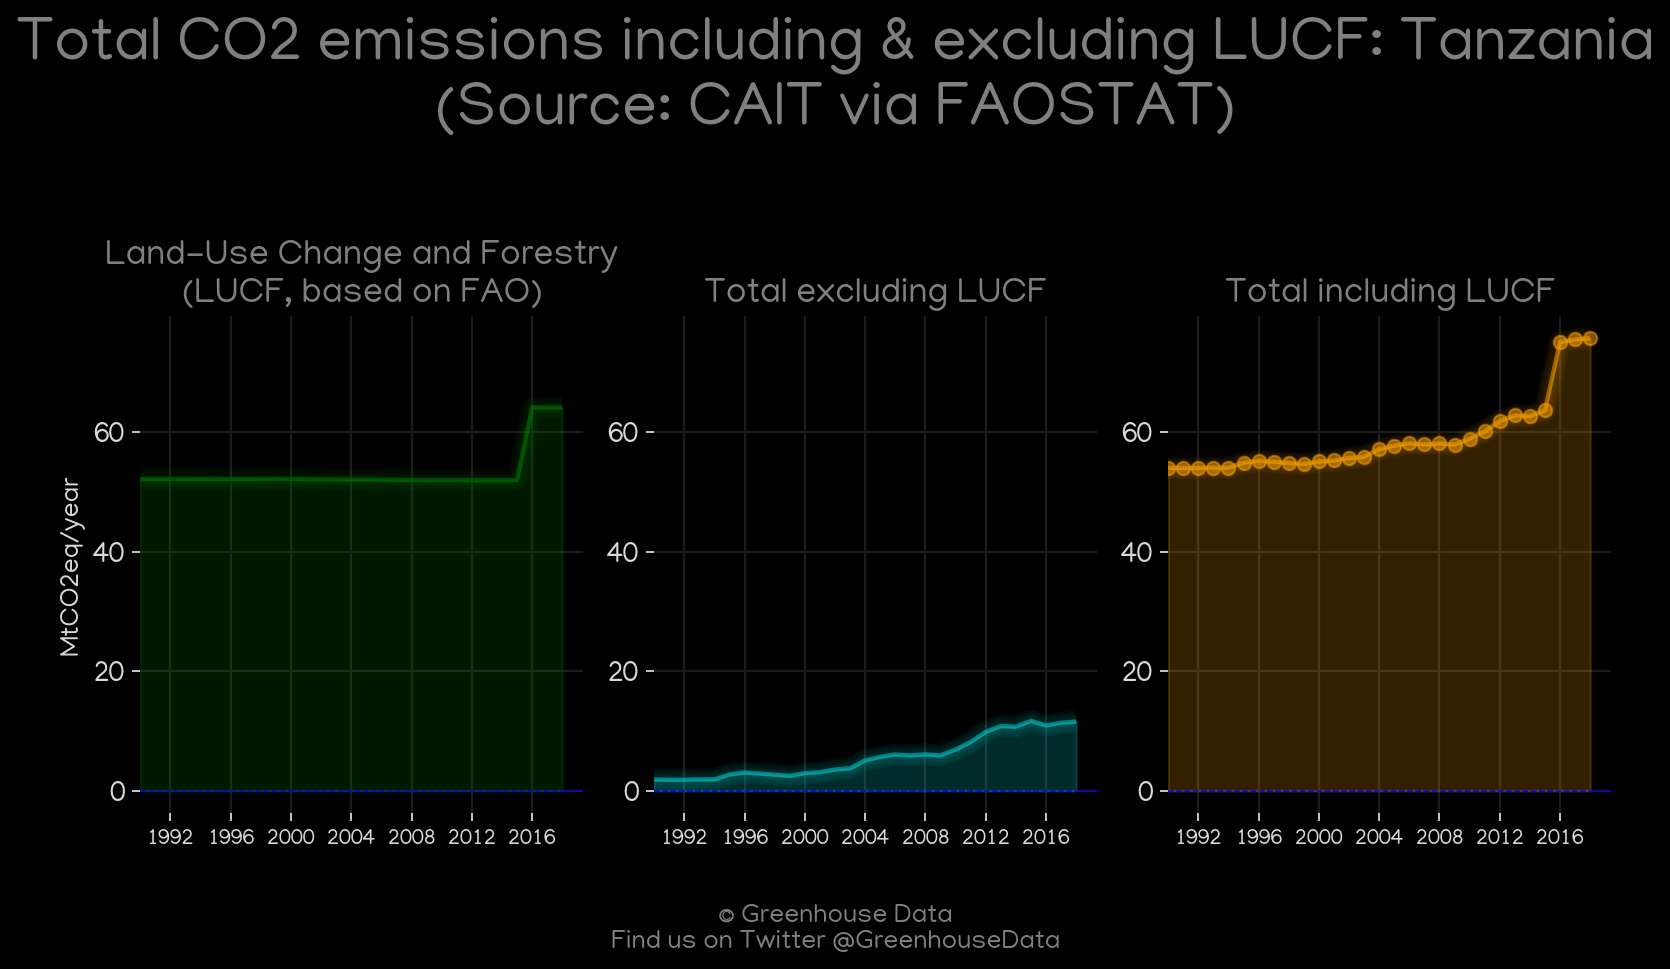 Total CO2 emissions including & excluding LUCF: Tanzania
(Source: CAIT via FAOSTAT)
Land-Use Change and Forestry
(LUCF, based on FAO)
Total excluding LUCF
Total including LUCF
MtCO2eq/year
60
40
20
0
1992 1996 2000 2004 2008 2012 2016
60
40
20
0
1992 1996 2000 2004 2008 2012 2016
60
40
20
0
1992 1996 2000 2004 2008 2012 2016
© Greenhouse Data
Find us on Twitter @GreenhouseData